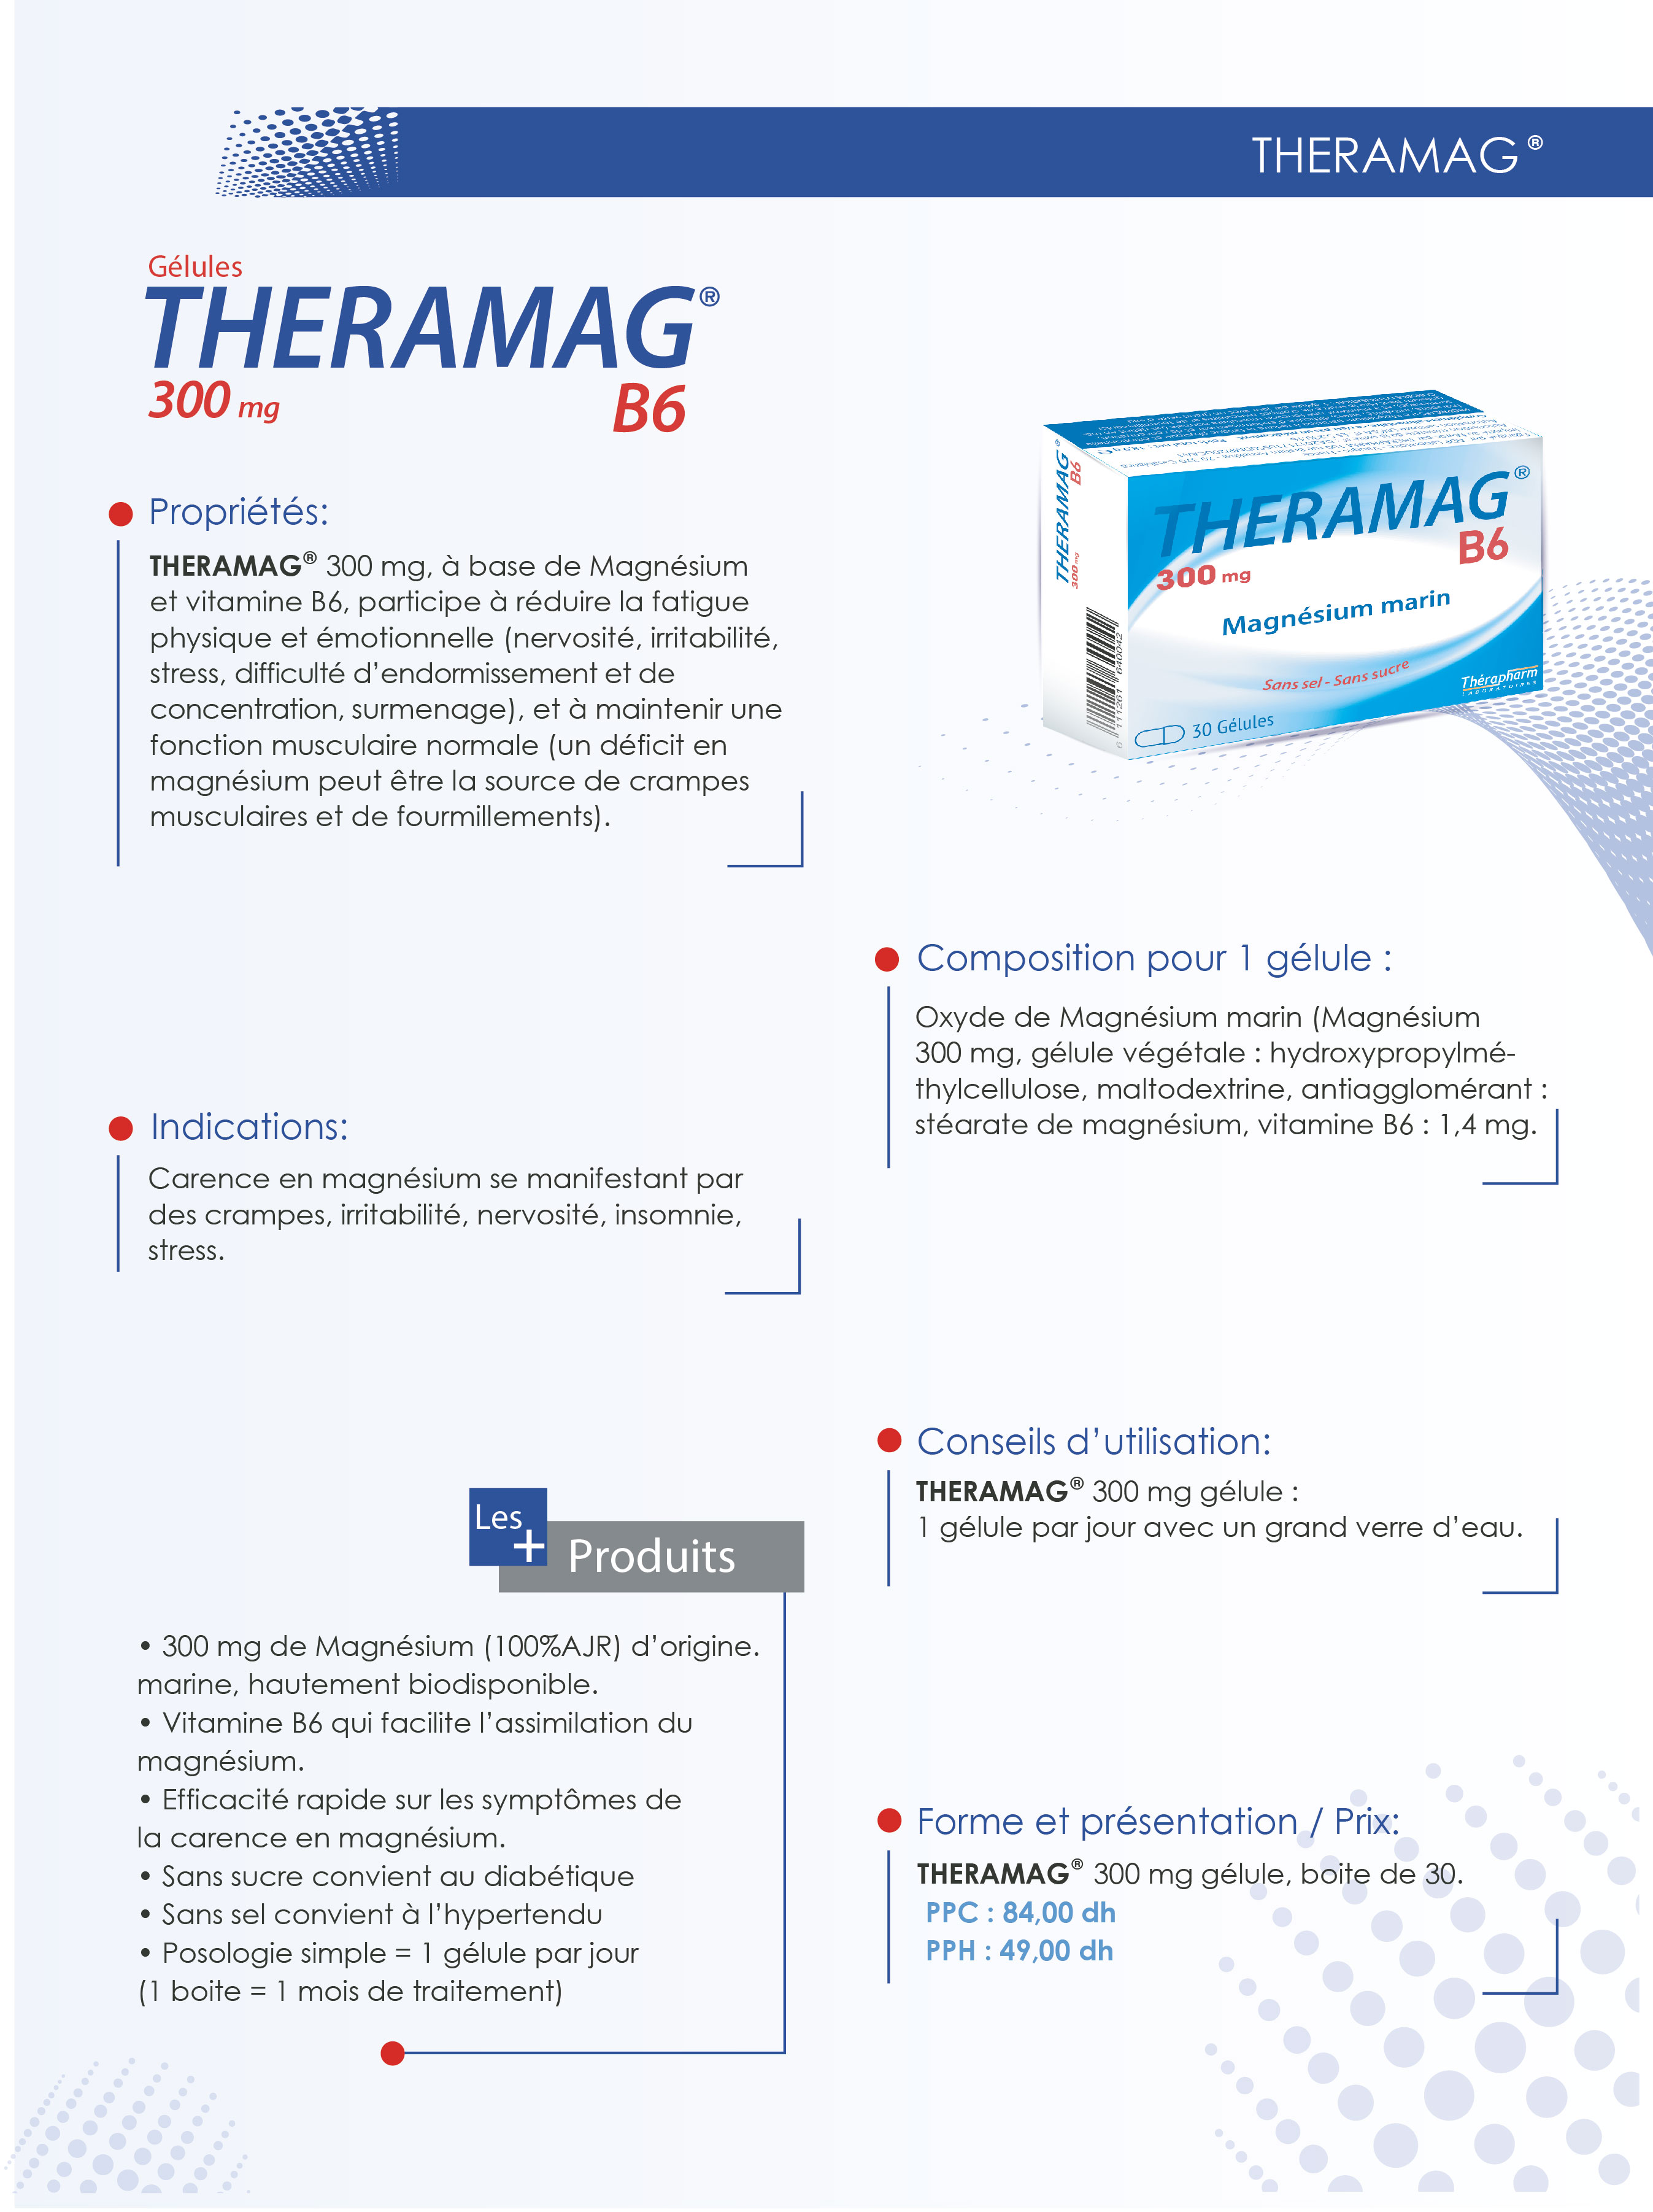 THERAMAG®
Gélules
THERAMAG®
300 mg
B6
Propriétés:
THERAMAG® 300 mg, à base de Magnésium
et vitamine B6, participe à réduire la fatigue
physique et émotionnelle (nervosité, irritabilité,
stress, difficulté d'endormissement et de
concentration, surmenage), et à maintenir une
fonction musculaire normale (un déficit en
magnésium peut être la source de crampes
musculaires et de fourmillements).
THERAMAG®
B6
300 mg
THERAMAG®
B6
300 mg
Magnésium marin
Sans sel - Sans sucre
Thérapharm
LABORATOIRES
30 Gélules
Composition pour 1 gélule :
Oxyde de Magnésium marin (Magnésium
300 mg, gélule végétale : hydroxypropylmé-
thylcellulose, maltodextrine, antiagglomérant :
stéarate de magnésium, vitamine B6 : 1,4 mg.
Indications:
Carence en magnésium se manifestant par
des crampes, irritabilité, nervosité, insomnie,
stress.
Conseils d'utilisation:
THERAMAG® 300 mg gélule :
1 gélule par jour avec un grand verre d'eau.
Les +
Produits
• 300 mg de Magnésium (100%AJR) d'origine.
marine, hautement biodisponible.
• Vitamine B6 qui facilite l'assimilation du
magnésium.
• Efficacité rapide sur les symptômes de
la carence en magnésium.
• Sans sucre convient au diabétique
• Sans sel convient à l'hypertendu
• Posologie simple = 1 gélule par jour
(1 boite = 1 mois de traitement)
Forme et présentation / Prix:
THERAMAG® 300 mg gélule, boite de 30.
PPC : 84,00 dh
PPH : 49,00 dh